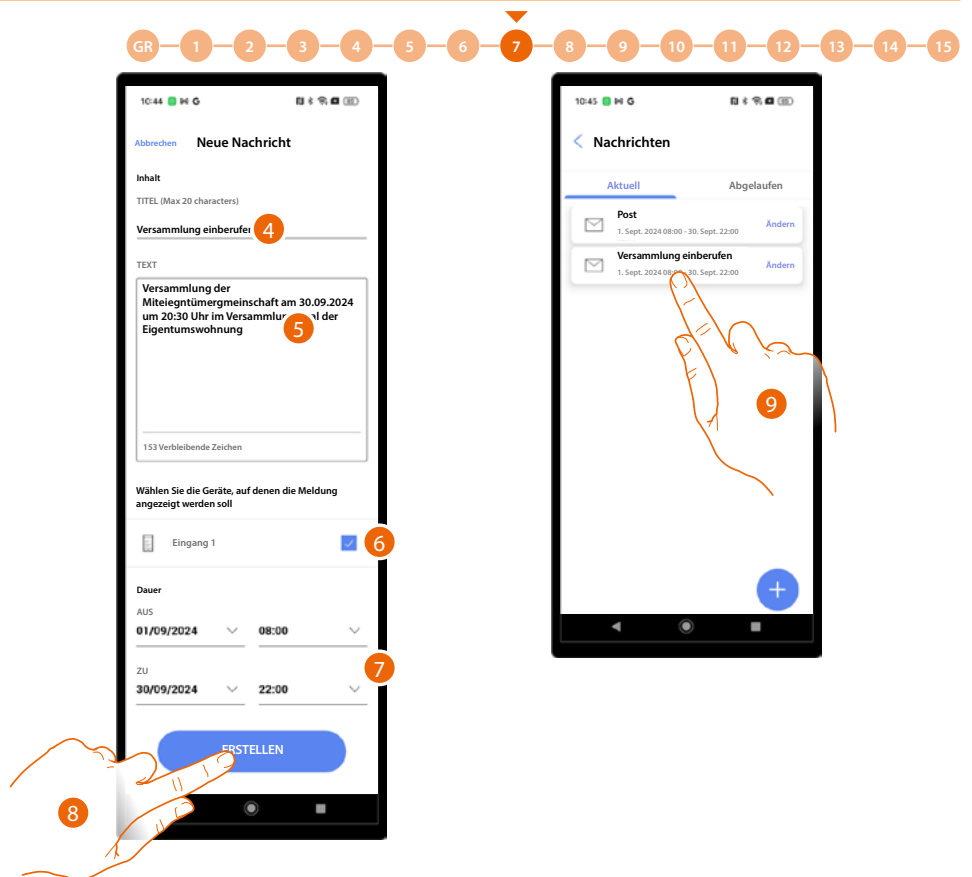 GR 1 2 3 4 5 6 7 8 9 10 11 12 13 14 15
10:44
Abbrechen Neue Nachricht
Inhalt
TITEL (Max 20 characters)
Versammlung einberufen 4
TEXT
Versammlung der
Miteiegntümergmeinschaft am 30.09.2024
um 20:30 Uhr im der
Eigentumswohnung
5
153 Verbleibende Zeichen
Wählen Sie die Geräte, auf denen die Meldung
angezeigt werden soll
Eingang 1 6
Dauer
AUS
01/09/2024 08:00
7
ZU
30/09/2024 22:00
ERSTELLEN
8
10:45
Nachrichten
Aktuell Abgelaufen
Post
1. Sept. 2024 08:00 - 30. Sept. 22:00 Ändern
Versammlung einberufen
1. Sept. 2024 08:00 - 30. Sept. 22:00 Ändern
9